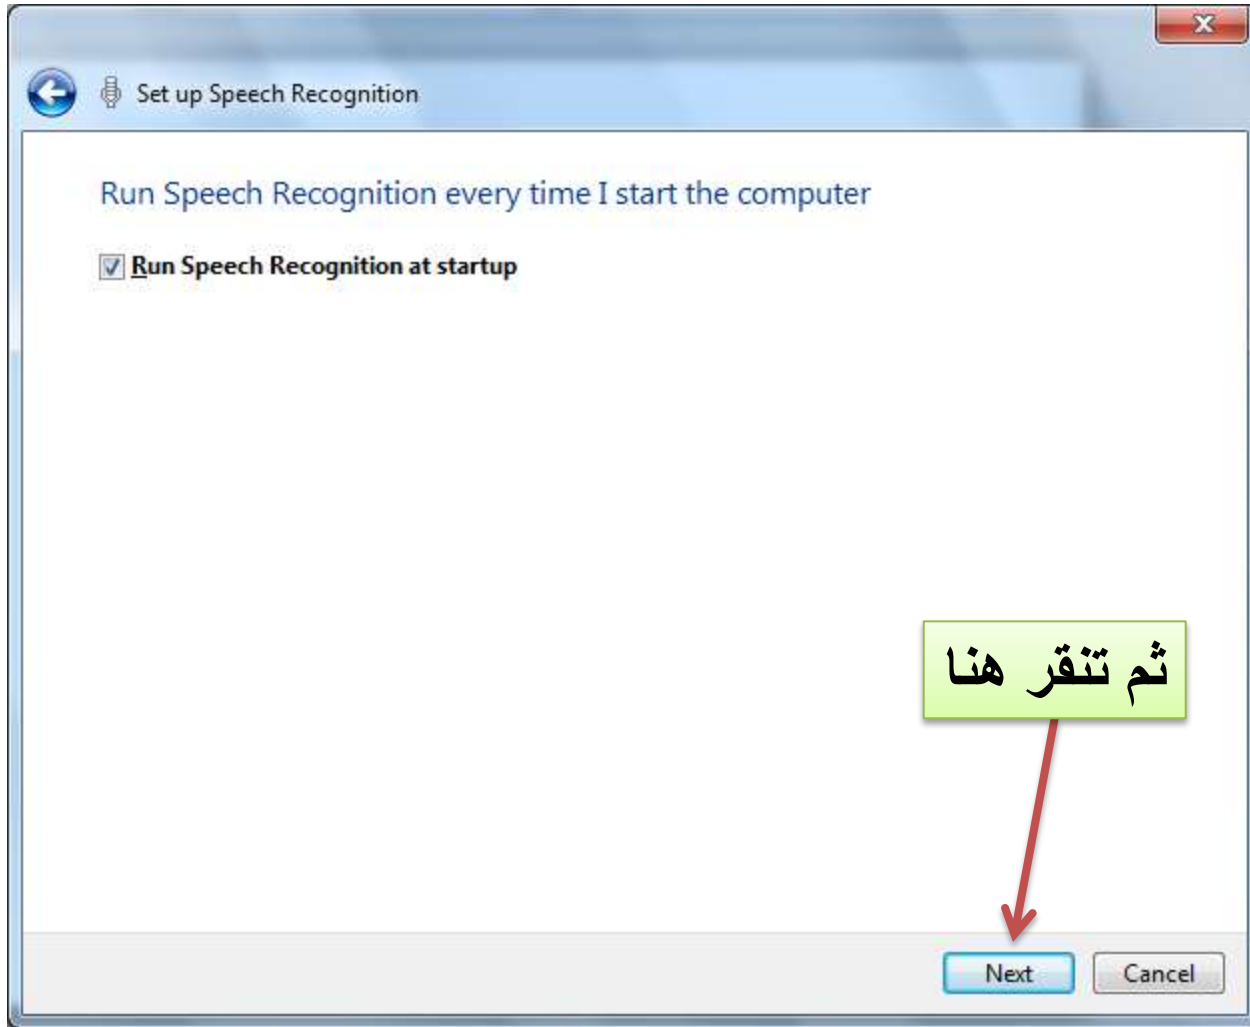 Set up Speech Recognition
Run Speech Recognition every time I start the computer
Run Speech Recognition at startup
ثم تنقر هنا
Next
Cancel